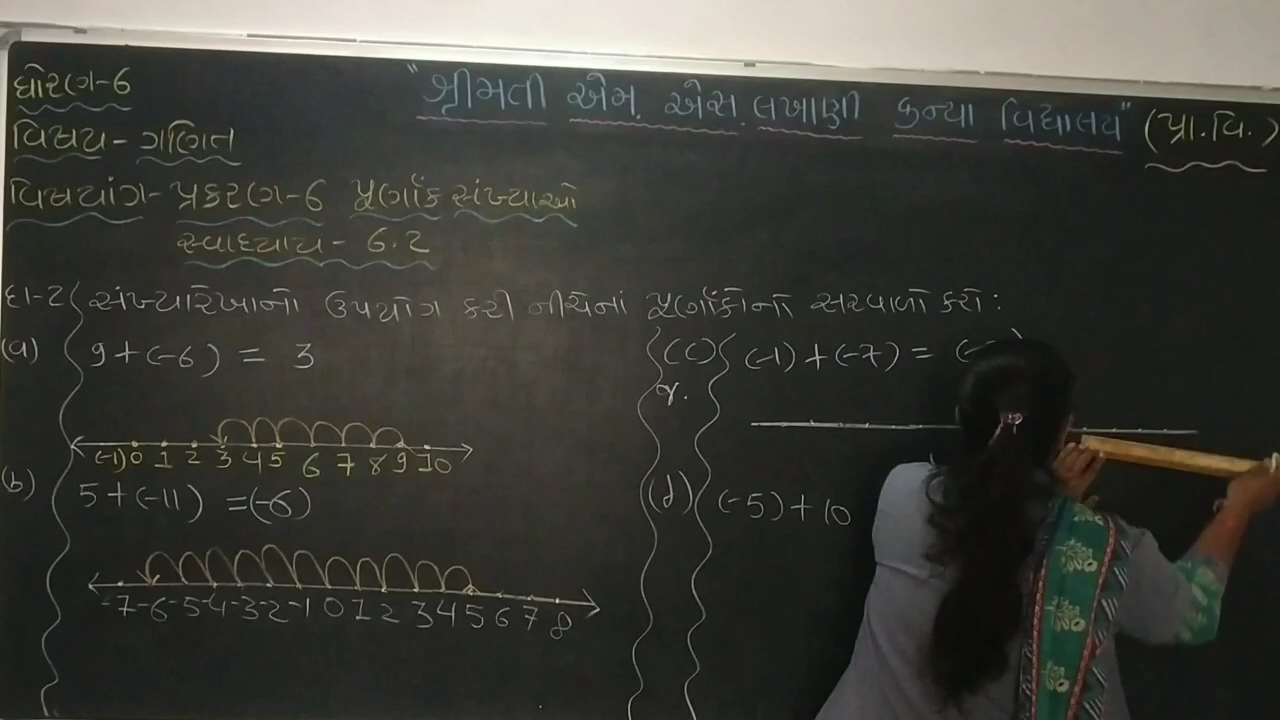 ધોરણ-6
"શ્રીમતી એમ. એસ. લખાણી કન્યા વિદ્યાલય" (પ્રા.વિ.)
વિષય - ગણિત
વિષયાંગ- પ્રકરણ-6 પૂર્ણાંક સંખ્યાઓ
સ્વાધ્યાય - 6.2
દા-2 સંખ્યારેખાનો ઉપયોગ કરી નીચેનાં પૂર્ણાંકોનો સરવાળો કરો:
(a) 9+(-6) = 3
(-1) 0 1 2 3 4 5 6 7 8 9 10
(b) 5+(-11) =(-6)
-7 -6 -5 -4 -3 -2 -1 0 1 2 3 4 5 6 7 8
(c) (-1)+(-7) =
જ.
(d) (-5)+10